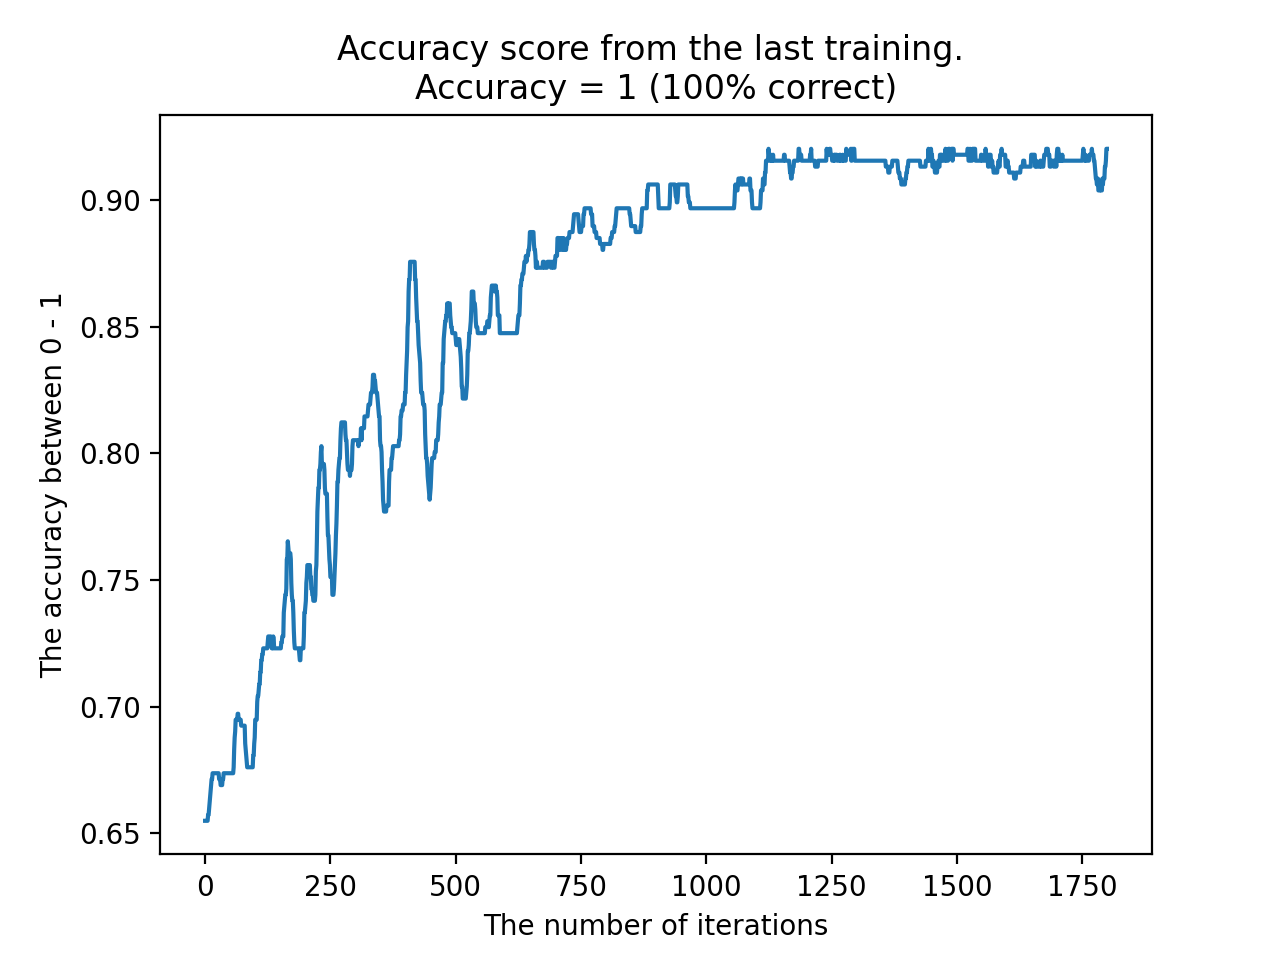 Accuracy score from the last training.
Accuracy = 1 (100% correct)
The accuracy between 0 - 1
0.90
0.85
0.80
0.75
0.70
0.65
0 250 500 750 1000 1250 1500 1750
The number of iterations